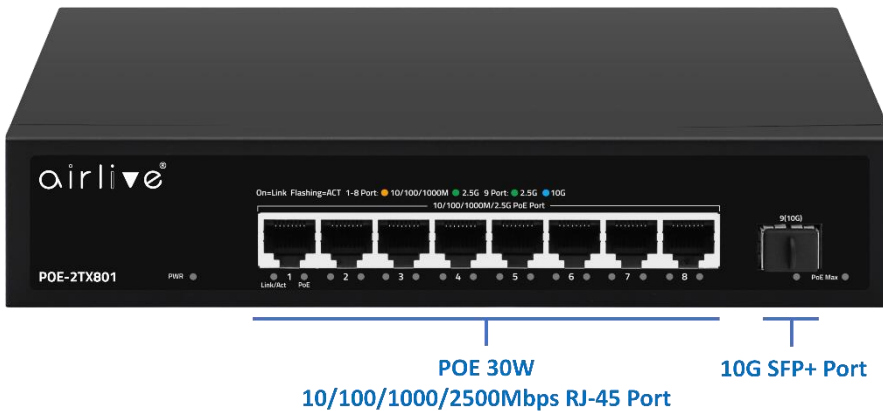 airlive®
On=Link Flashing=ACT 1-8 Port: 10/100/1000M 2.5G 9 Port: 2.5G 10G
10/100/1000M/2.5G PoE Port
9(10G)
POE-2TX801
PWR
1 2 3 4 5 6 7 8
Link/Act PoE
PoE Max
POE 30W
10/100/1000/2500Mbps RJ-45 Port
10G SFP+ Port